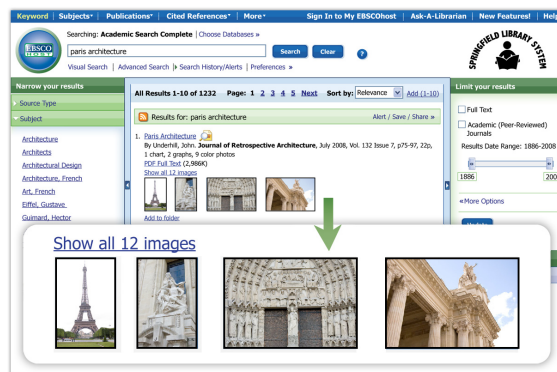 Keyword | Subjects | Publications | Cited References | More Sign In to My EBSCOhost | Ask-A-Librarian | New Features! | Help
EBSCO HOST
Searching: Academic Search Complete | Choose Databases »
paris architecture Search Clear ?
Visual Search | Advanced Search | Search History/Alerts | Preferences »
SPRINGFIELD LIBRARY SYSTEM
Narrow your results
Source Type
Subject
Architecture
Architects
Architectural Design
Architecture, French
Art, French
Eiffel, Gustave
Guimard, Hector
All Results 1-10 of 1232 Page: 1 2 3 4 5 Next Sort by: Relevance Add (1-10)
Results for: paris architecture Alert / Save / Share »
1. Paris Architecture
By Underhill, John. Journal of Retrospective Architecture, July 2008, Vol. 132 Issue 7, p75-97, 22p,
1 chart, 2 graphs, 9 color photos
PDF Full Text (2,986K)
Show all 12 images
Add to folder
Limit your results
Full Text
Academic (Peer-Reviewed)
Journals
Results Date Range: 1886-2008
1886 200
«More Options
Show all 12 images